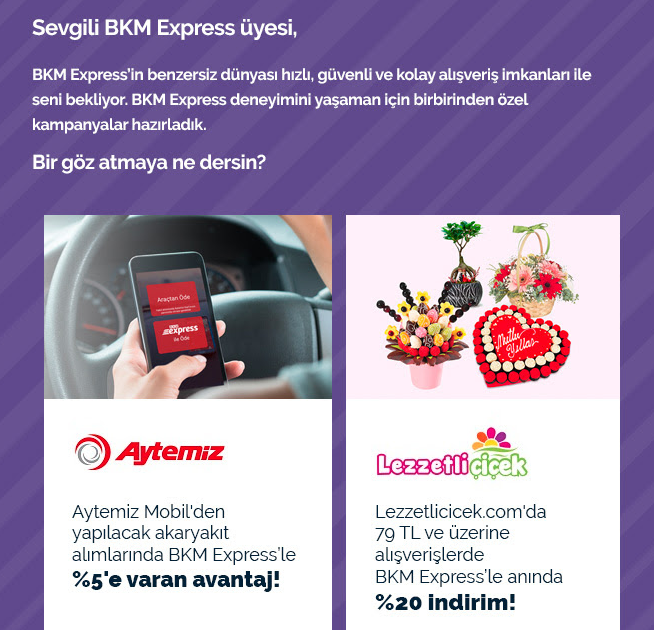 Sevgili BKM Express üyesi,
BKM Express'in benzersiz dünyası hızlı, güvenli ve kolay alışveriş imkanları ile
seni bekliyor. BKM Express deneyimini yaşaman için birbirinden özel
kampanyalar hazırladık.
Bir göz atmaya ne dersin?
Araçtan Öde
express
ile Öde
Mutlu
Yıllar
Aytemiz
Lezzetli çiçek
Aytemiz Mobil'den
yapılacak akaryakıt
alımlarında BKM Express'le
%5'e varan avantaj!
Lezzetlicicek.com'da
79 TL ve üzerine
alışverişlerde
BKM Express'le anında
%20 indirim!